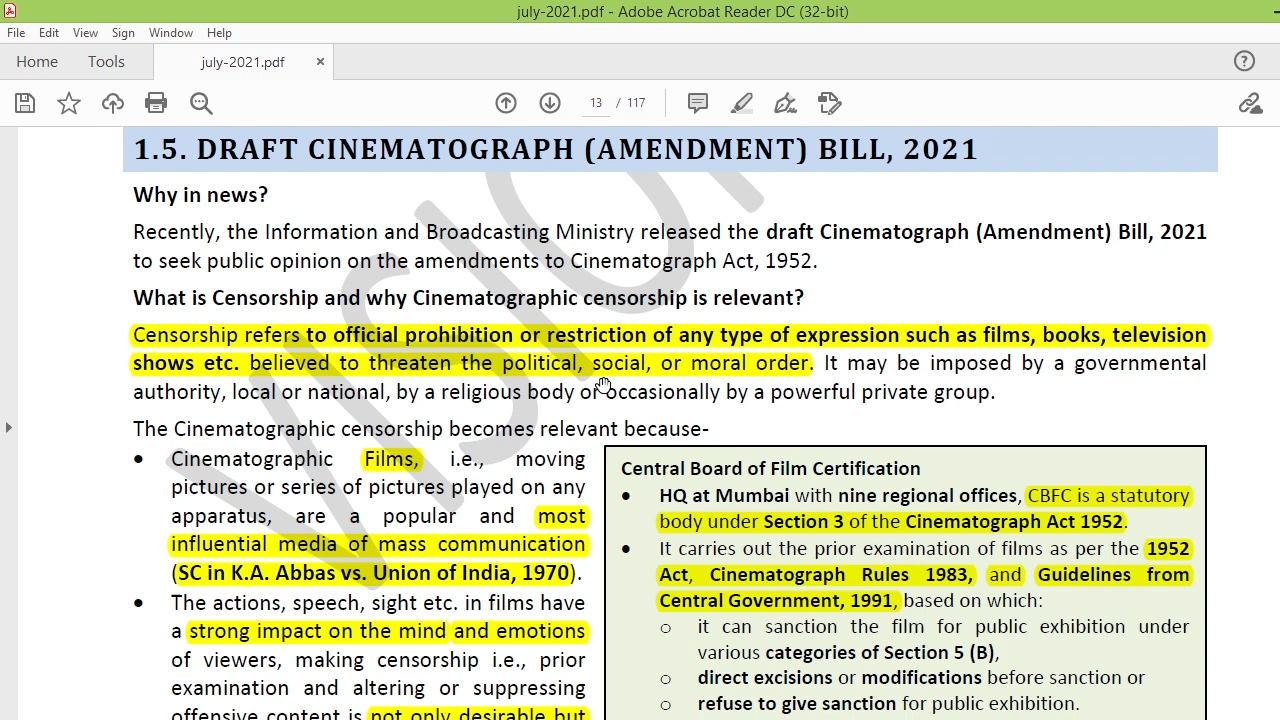 july-2021.pdf - Adobe Acrobat Reader DC (32-bit)
File Edit View Sign Window Help
Home Tools july-2021.pdf ×
13 / 117
1.5. DRAFT CINEMATOGRAPH (AMENDMENT) BILL, 2021
Why in news?
Recently, the Information and Broadcasting Ministry released the draft Cinematograph (Amendment) Bill, 2021
to seek public opinion on the amendments to Cinematograph Act, 1952.
What is Censorship and why Cinematographic censorship is relevant?
Censorship refers to official prohibition or restriction of any type of expression such as films, books, television
shows etc. believed to threaten the political, social, or moral order. It may be imposed by a governmental
authority, local or national, by a religious body or occasionally by a powerful private group.
The Cinematographic censorship becomes relevant because-
• Cinematographic Films, i.e., moving
pictures or series of pictures played on any
apparatus, are a popular and most
influential media of mass communication
(SC in K.A. Abbas vs. Union of India, 1970).
• The actions, speech, sight etc. in films have
a strong impact on the mind and emotions
of viewers, making censorship i.e., prior
examination and altering or suppressing
offensive content is not only desirable but
Central Board of Film Certification
• HQ at Mumbai with nine regional offices, CBFC is a statutory
body under Section 3 of the Cinematograph Act 1952.
• It carries out the prior examination of films as per the 1952
Act, Cinematograph Rules 1983, and Guidelines from
Central Government, 1991, based on which:
o it can sanction the film for public exhibition under
various categories of Section 5 (B),
o direct excisions or modifications before sanction or
o refuse to give sanction for public exhibition.
VISION